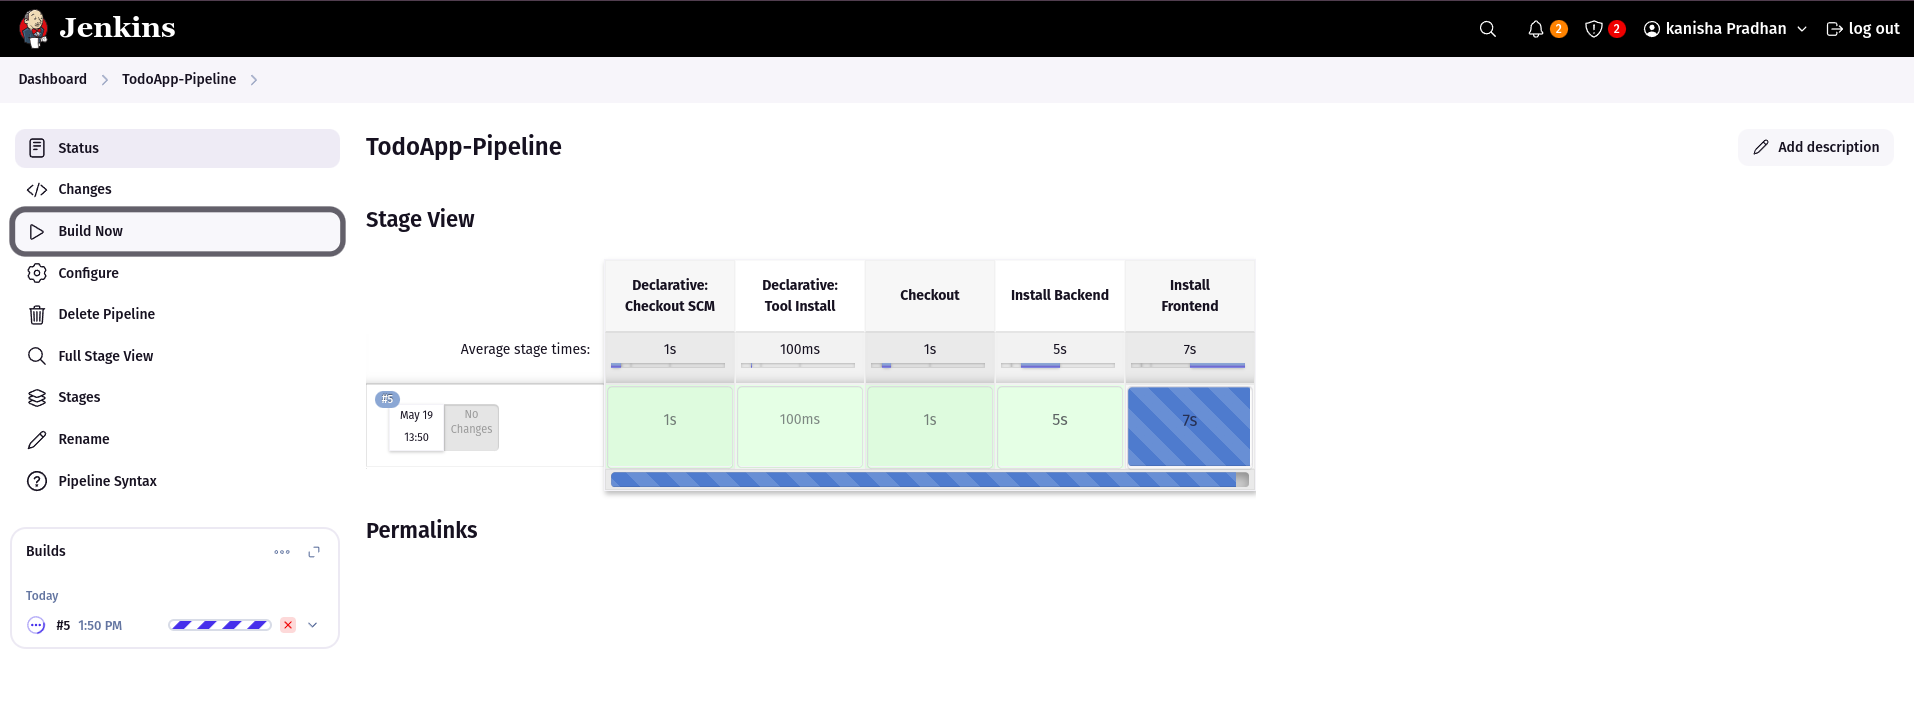 Jenkins
2
2
kanisha Pradhan
log out
Dashboard
TodoApp-Pipeline
Status
Changes
Build Now
Configure
Delete Pipeline
Full Stage View
Stages
Rename
Pipeline Syntax
Builds
Today
#5 1:50 PM
TodoApp-Pipeline
Add description
Stage View
Declarative:
Checkout SCM
Declarative:
Tool Install
Checkout
Install Backend
Install
Frontend
Average stage times:
1s
100ms
1s
5s
7s
#5
May 19
13:50
No
Changes
1s
100ms
1s
5s
7s
Permalinks